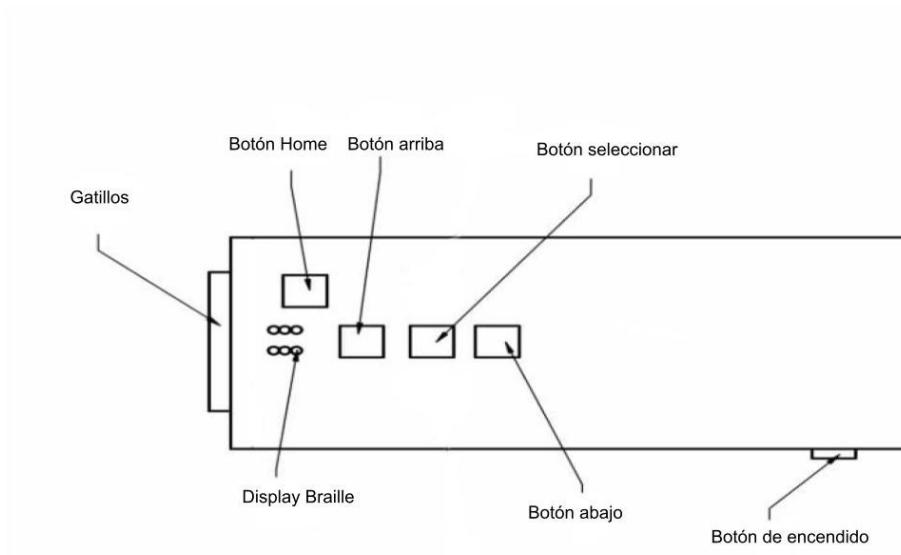 Botón Home
Botón arriba
Botón seleccionar
Gatillos
Display Braille
Botón abajo
Botón de encendido